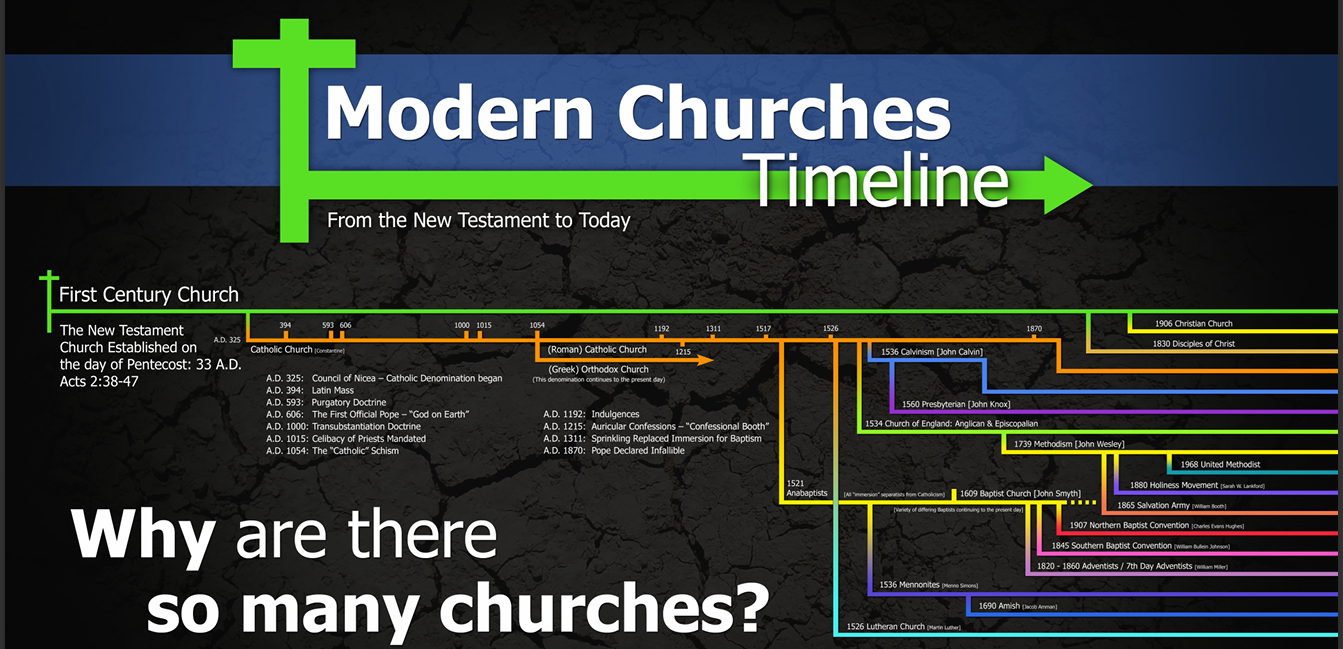 Modern Churches
Timeline
From the New Testament to Today
First Century Church
The New Testament
Church Established on
the day of Pentecost: 33 A.D.
Acts 2:38-47
A.D. 325
394
593
606
1000
1015
1054
1192
1215
1311
1517
1526
1870
Catholic Church [Constantine]
(Roman) Catholic Church
(Greek) Orthodox Church
(This denomination continues to the present day)
A.D. 325: Council of Nicea – Catholic Denomination began
A.D. 394: Latin Mass
A.D. 593: Purgatory Doctrine
A.D. 606: The First Official Pope – “God on Earth”
A.D. 1000: Transubstantiation Doctrine
A.D. 1015: Celibacy of Priests Mandated
A.D. 1054: The “Catholic” Schism
A.D. 1192: Indulgences
A.D. 1215: Auricular Confessions – “Confessional Booth”
A.D. 1311: Sprinkling Replaced Immersion for Baptism
A.D. 1870: Pope Declared Infallible
1906 Christian Church
1830 Disciples of Christ
1536 Calvinism [John Calvin]
1560 Presbyterian [John Knox]
1534 Church of England: Anglican & Episcopalian
1739 Methodism [John Wesley]
1968 United Methodist
1880 Holiness Movement [Sarah W. Lankford]
1865 Salvation Army [William Booth]
1521
Anabaptists
[All "immersion" separatists from Catholicism]
1609 Baptist Church [John Smyth]
[Variety of differing Baptists continuing to the present day]
1907 Northern Baptist Convention [Charles Evans Hughes]
1845 Southern Baptist Convention [William Bullein Johnson]
1820 - 1860 Adventists / 7th Day Adventists [William Miller]
1536 Mennonites [Menno Simons]
1690 Amish [Jacob Ammon]
1526 Lutheran Church [Martin Luther]
Why are there
so many churches?